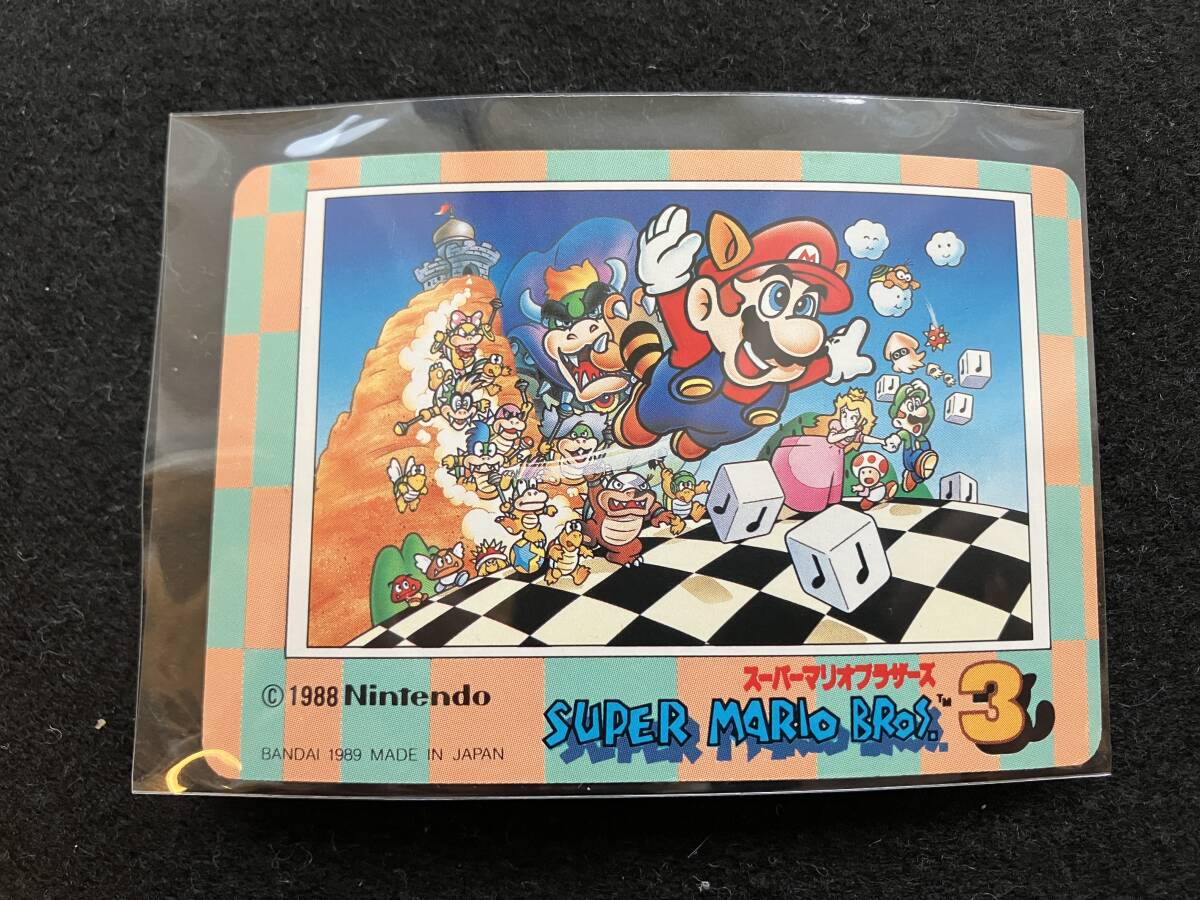 M
© 1988 Nintendo
BANDAI 1989 MADE IN JAPAN
スーパーマリオブラザーズ
SUPER MARIO BROS.™ 3